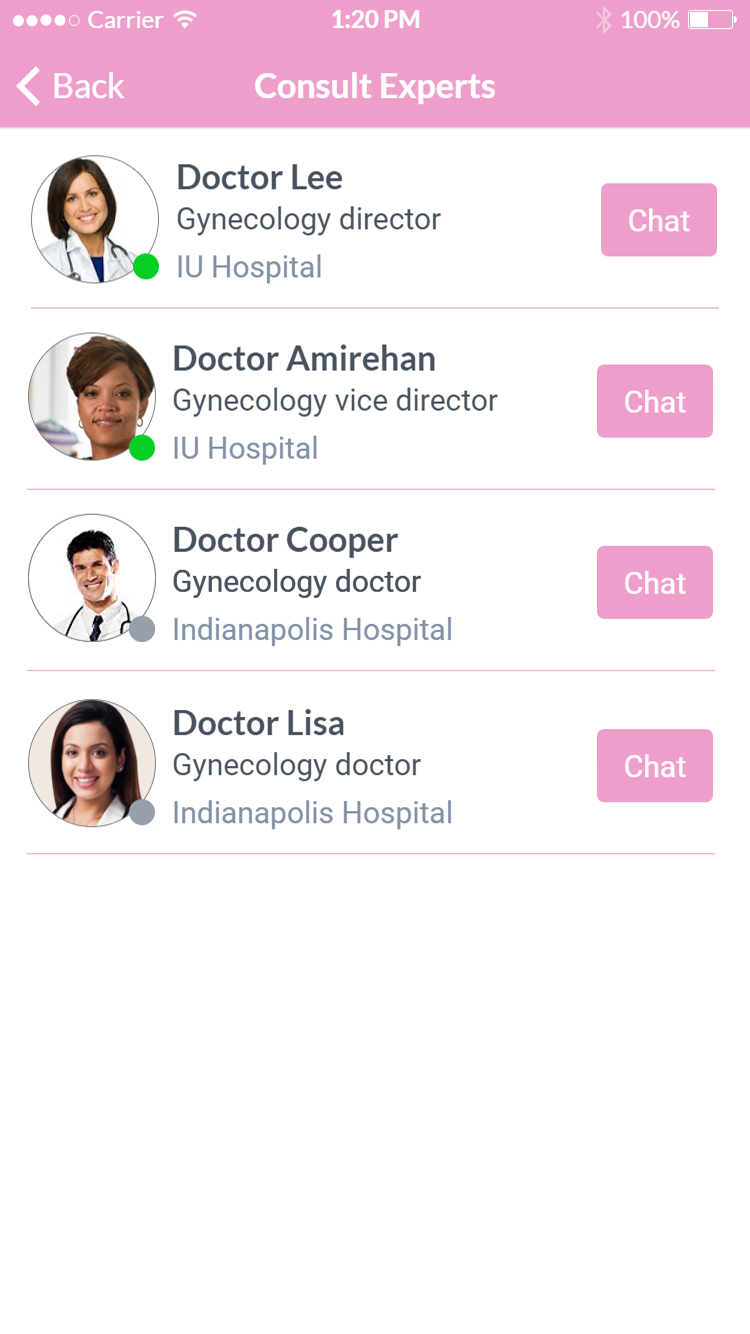 Carrier 1:20 PM 100%
Back Consult Experts
Doctor Lee
Gynecology director
Chat
IU Hospital
Doctor Amirehan
Gynecology vice director
Chat
IU Hospital
Doctor Cooper
Gynecology doctor
Chat
Indianapolis Hospital
Doctor Lisa
Gynecology doctor
Chat
Indianapolis Hospital